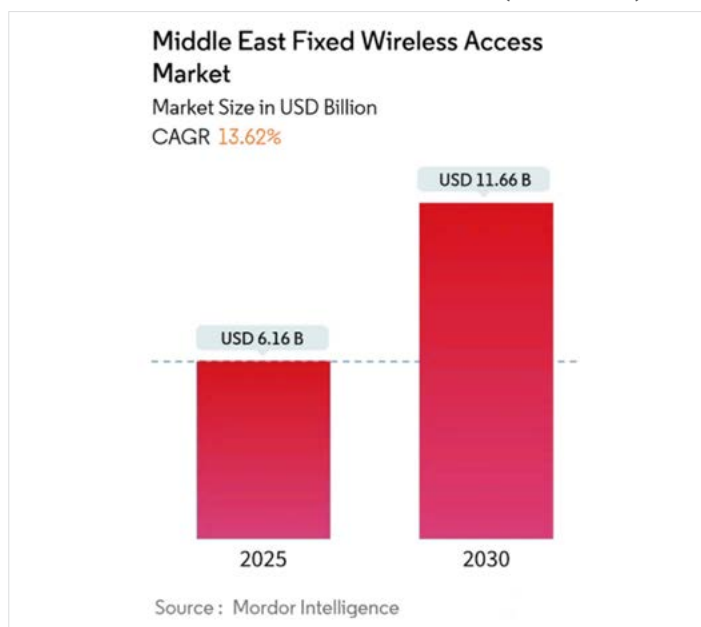 Middle East Fixed Wireless Access
Market
Market Size in USD Billion
CAGR 13.62%
USD 11.66 B
USD 6.16 B
2025
2030
Source : Mordor Intelligence